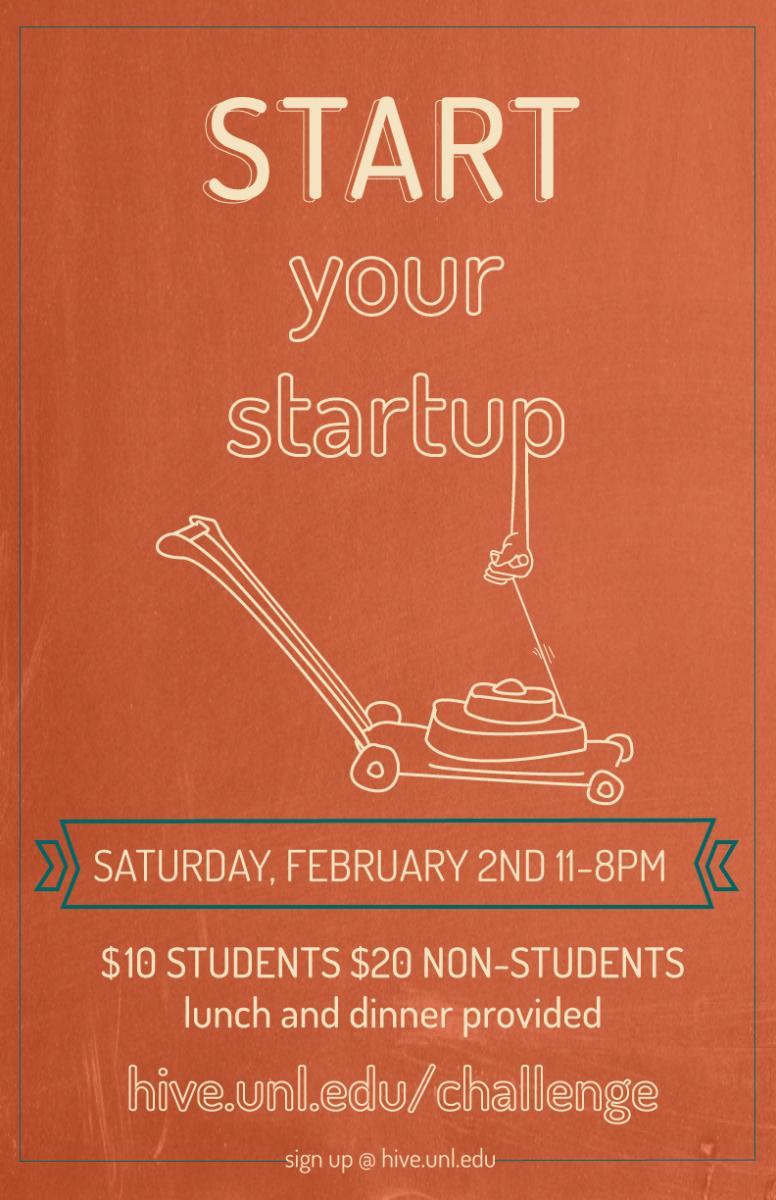 START
your
startup
SATURDAY, FEBRUARY 2ND 11-8PM
$10 STUDENTS $20 NON-STUDENTS
lunch and dinner provided
hive.unl.edu/challenge
sign up @ hive.unl.edu